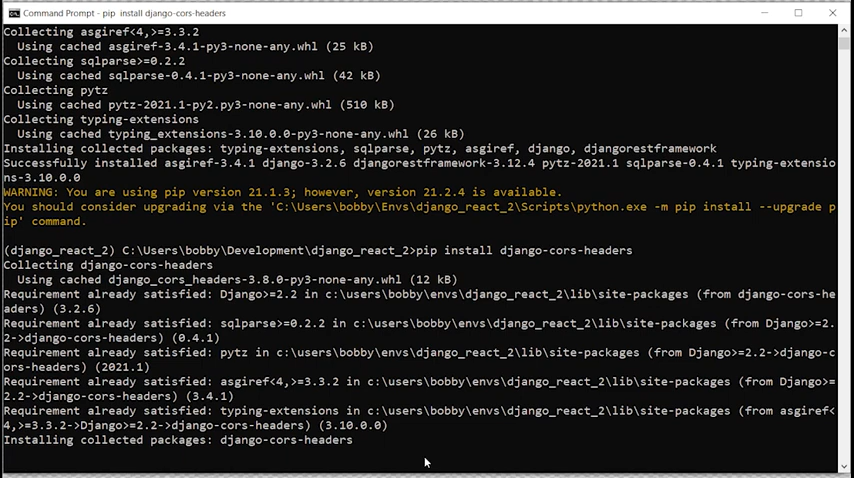 Command Prompt - pip install django-cors-headers
Collecting asgiref<4,>=3.3.2
Using cached asgiref-3.4.1-py3-none-any.whl (25 kB)
Collecting sqlparse>=0.2.2
Using cached sqlparse-0.4.1-py3-none-any.whl (42 kB)
Collecting pytz
Using cached pytz-2021.1-py2.py3-none-any.whl (510 kB)
Collecting typing-extensions
Using cached typing_extensions-3.10.0.0-py3-none-any.whl (26 kB)
Installing collected packages: typing-extensions, sqlparse, pytz, asgiref, django, djangorestframework
Successfully installed asgiref-3.4.1 django-3.2.6 djangorestframework-3.12.4 pytz-2021.1 sqlparse-0.4.1 typing-extensio
ns-3.10.0.0
WARNING: You are using pip version 21.1.3; however, version 21.2.4 is available.
You should consider upgrading via the 'C:\Users\bobby\Envs\django_react_2\Scripts\python.exe -m pip install --upgrade p
ip' command.
(django_react_2) C:\Users\bobby\Development\django_react_2>pip install django-cors-headers
Collecting django-cors-headers
Using cached django_cors_headers-3.8.0-py3-none-any.whl (12 kB)
Requirement already satisfied: Django>=2.2 in c:\users\bobby\envs\django_react_2\lib\site-packages (from django-cors-he
aders) (3.2.6)
Requirement already satisfied: sqlparse>=0.2.2 in c:\users\bobby\envs\django_react_2\lib\site-packages (from Django>=2.
2->django-cors-headers) (0.4.1)
Requirement already satisfied: pytz in c:\users\bobby\envs\django_react_2\lib\site-packages (from Django>=2.2->django-c
ors-headers) (2021.1)
Requirement already satisfied: asgiref<4,>=3.3.2 in c:\users\bobby\envs\django_react_2\lib\site-packages (from Django>=
2.2->django-cors-headers) (3.4.1)
Requirement already satisfied: typing-extensions in c:\users\bobby\envs\django_react_2\lib\site-packages (from asgiref<
4,>=3.3.2->Django>=2.2->django-cors-headers) (3.10.0.0)
Installing collected packages: django-cors-headers